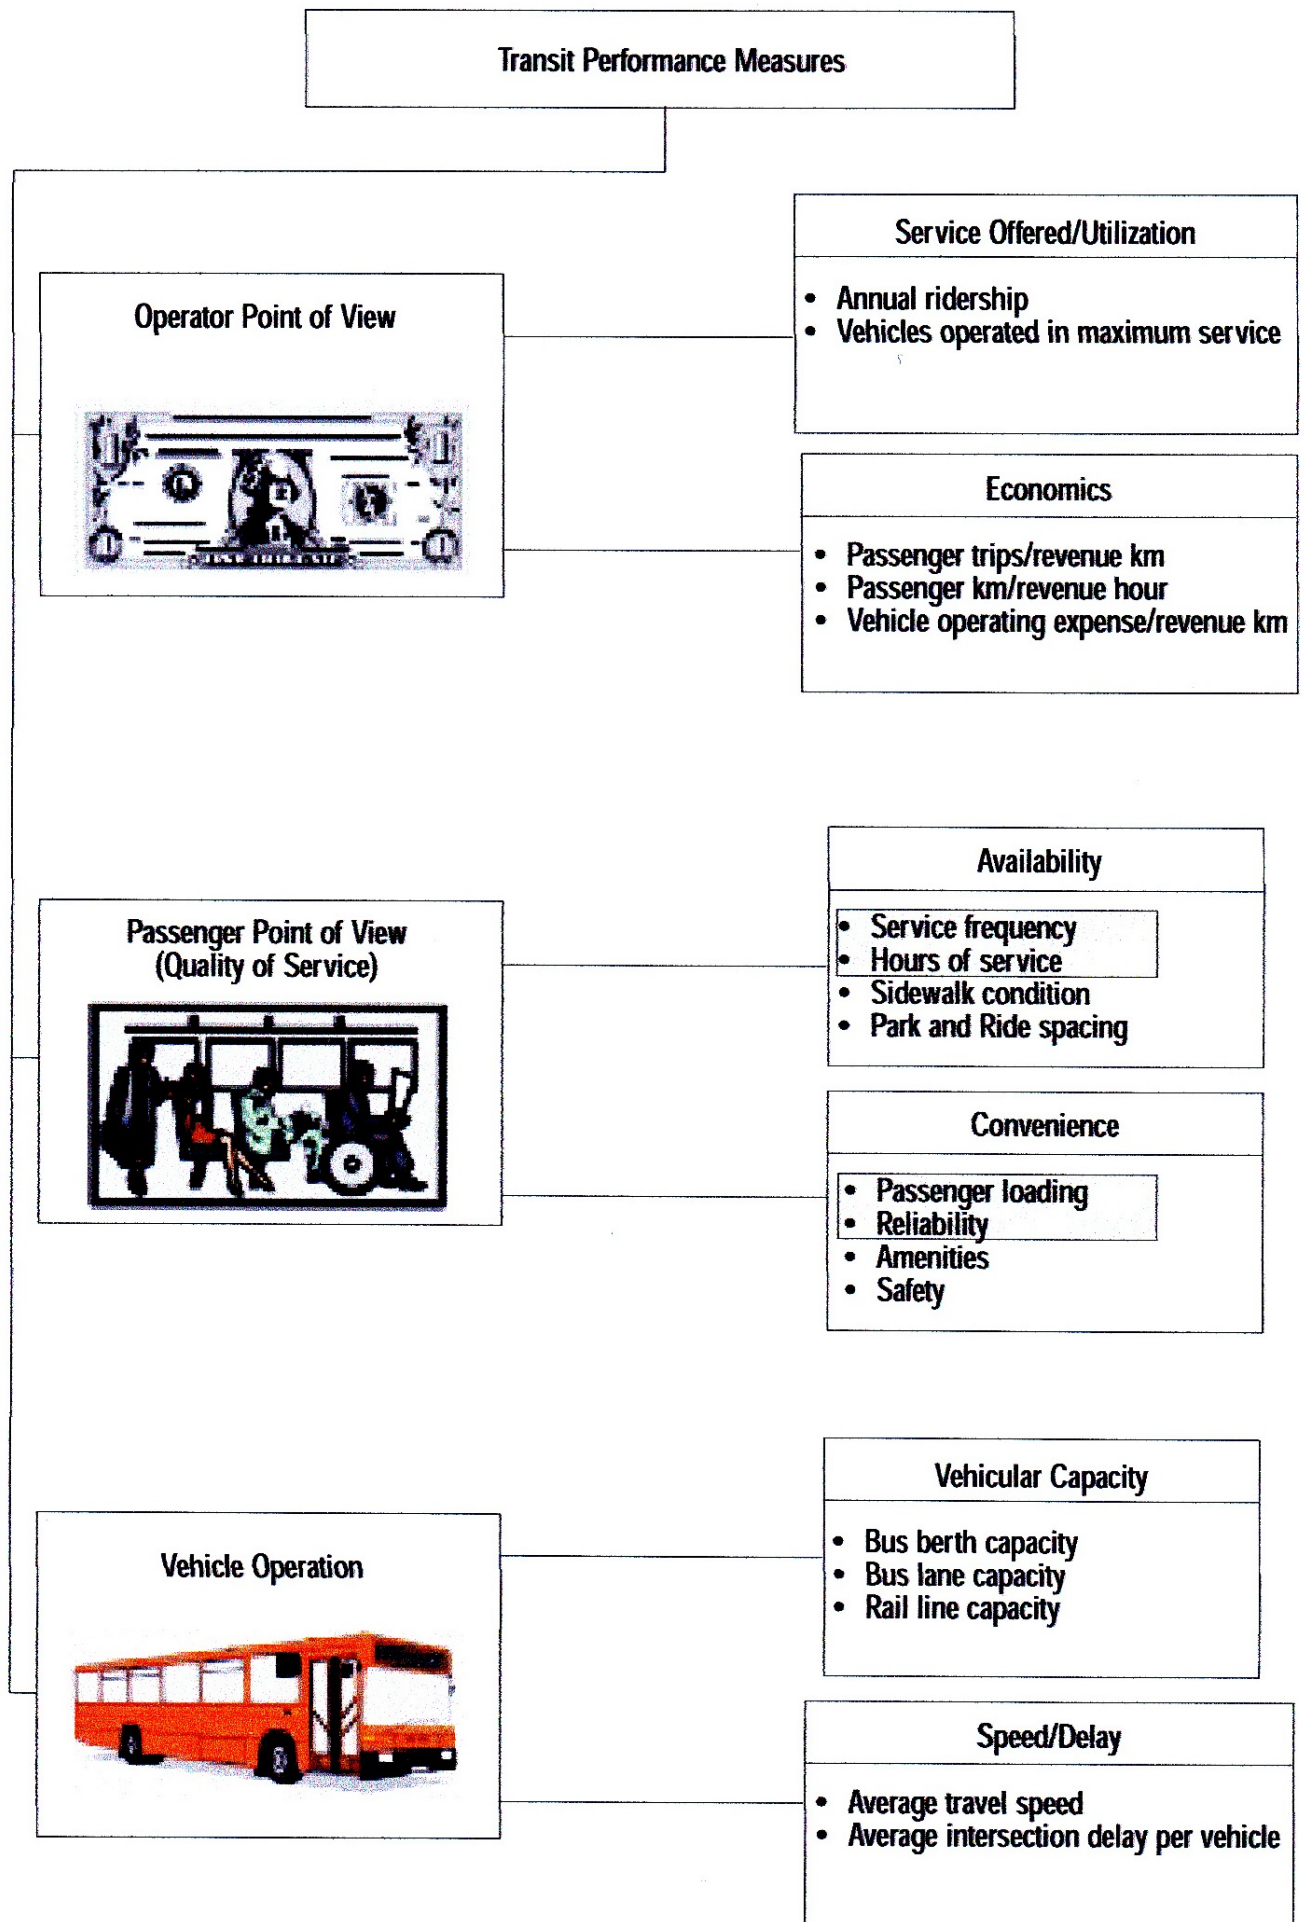 Transit Performance Measures
Operator Point of View
Service Offered/Utilization
• Annual ridership
• Vehicles operated in maximum service
Economics
• Passenger trips/revenue km
• Passenger km/revenue hour
• Vehicle operating expense/revenue km
Passenger Point of View
(Quality of Service)
Availability
• Service frequency
• Hours of service
• Sidewalk condition
• Park and Ride spacing
Convenience
• Passenger loading
• Reliability
• Amenities
• Safety
Vehicle Operation
Vehicular Capacity
• Bus berth capacity
• Bus lane capacity
• Rail line capacity
Speed/Delay
• Average travel speed
• Average intersection delay per vehicle